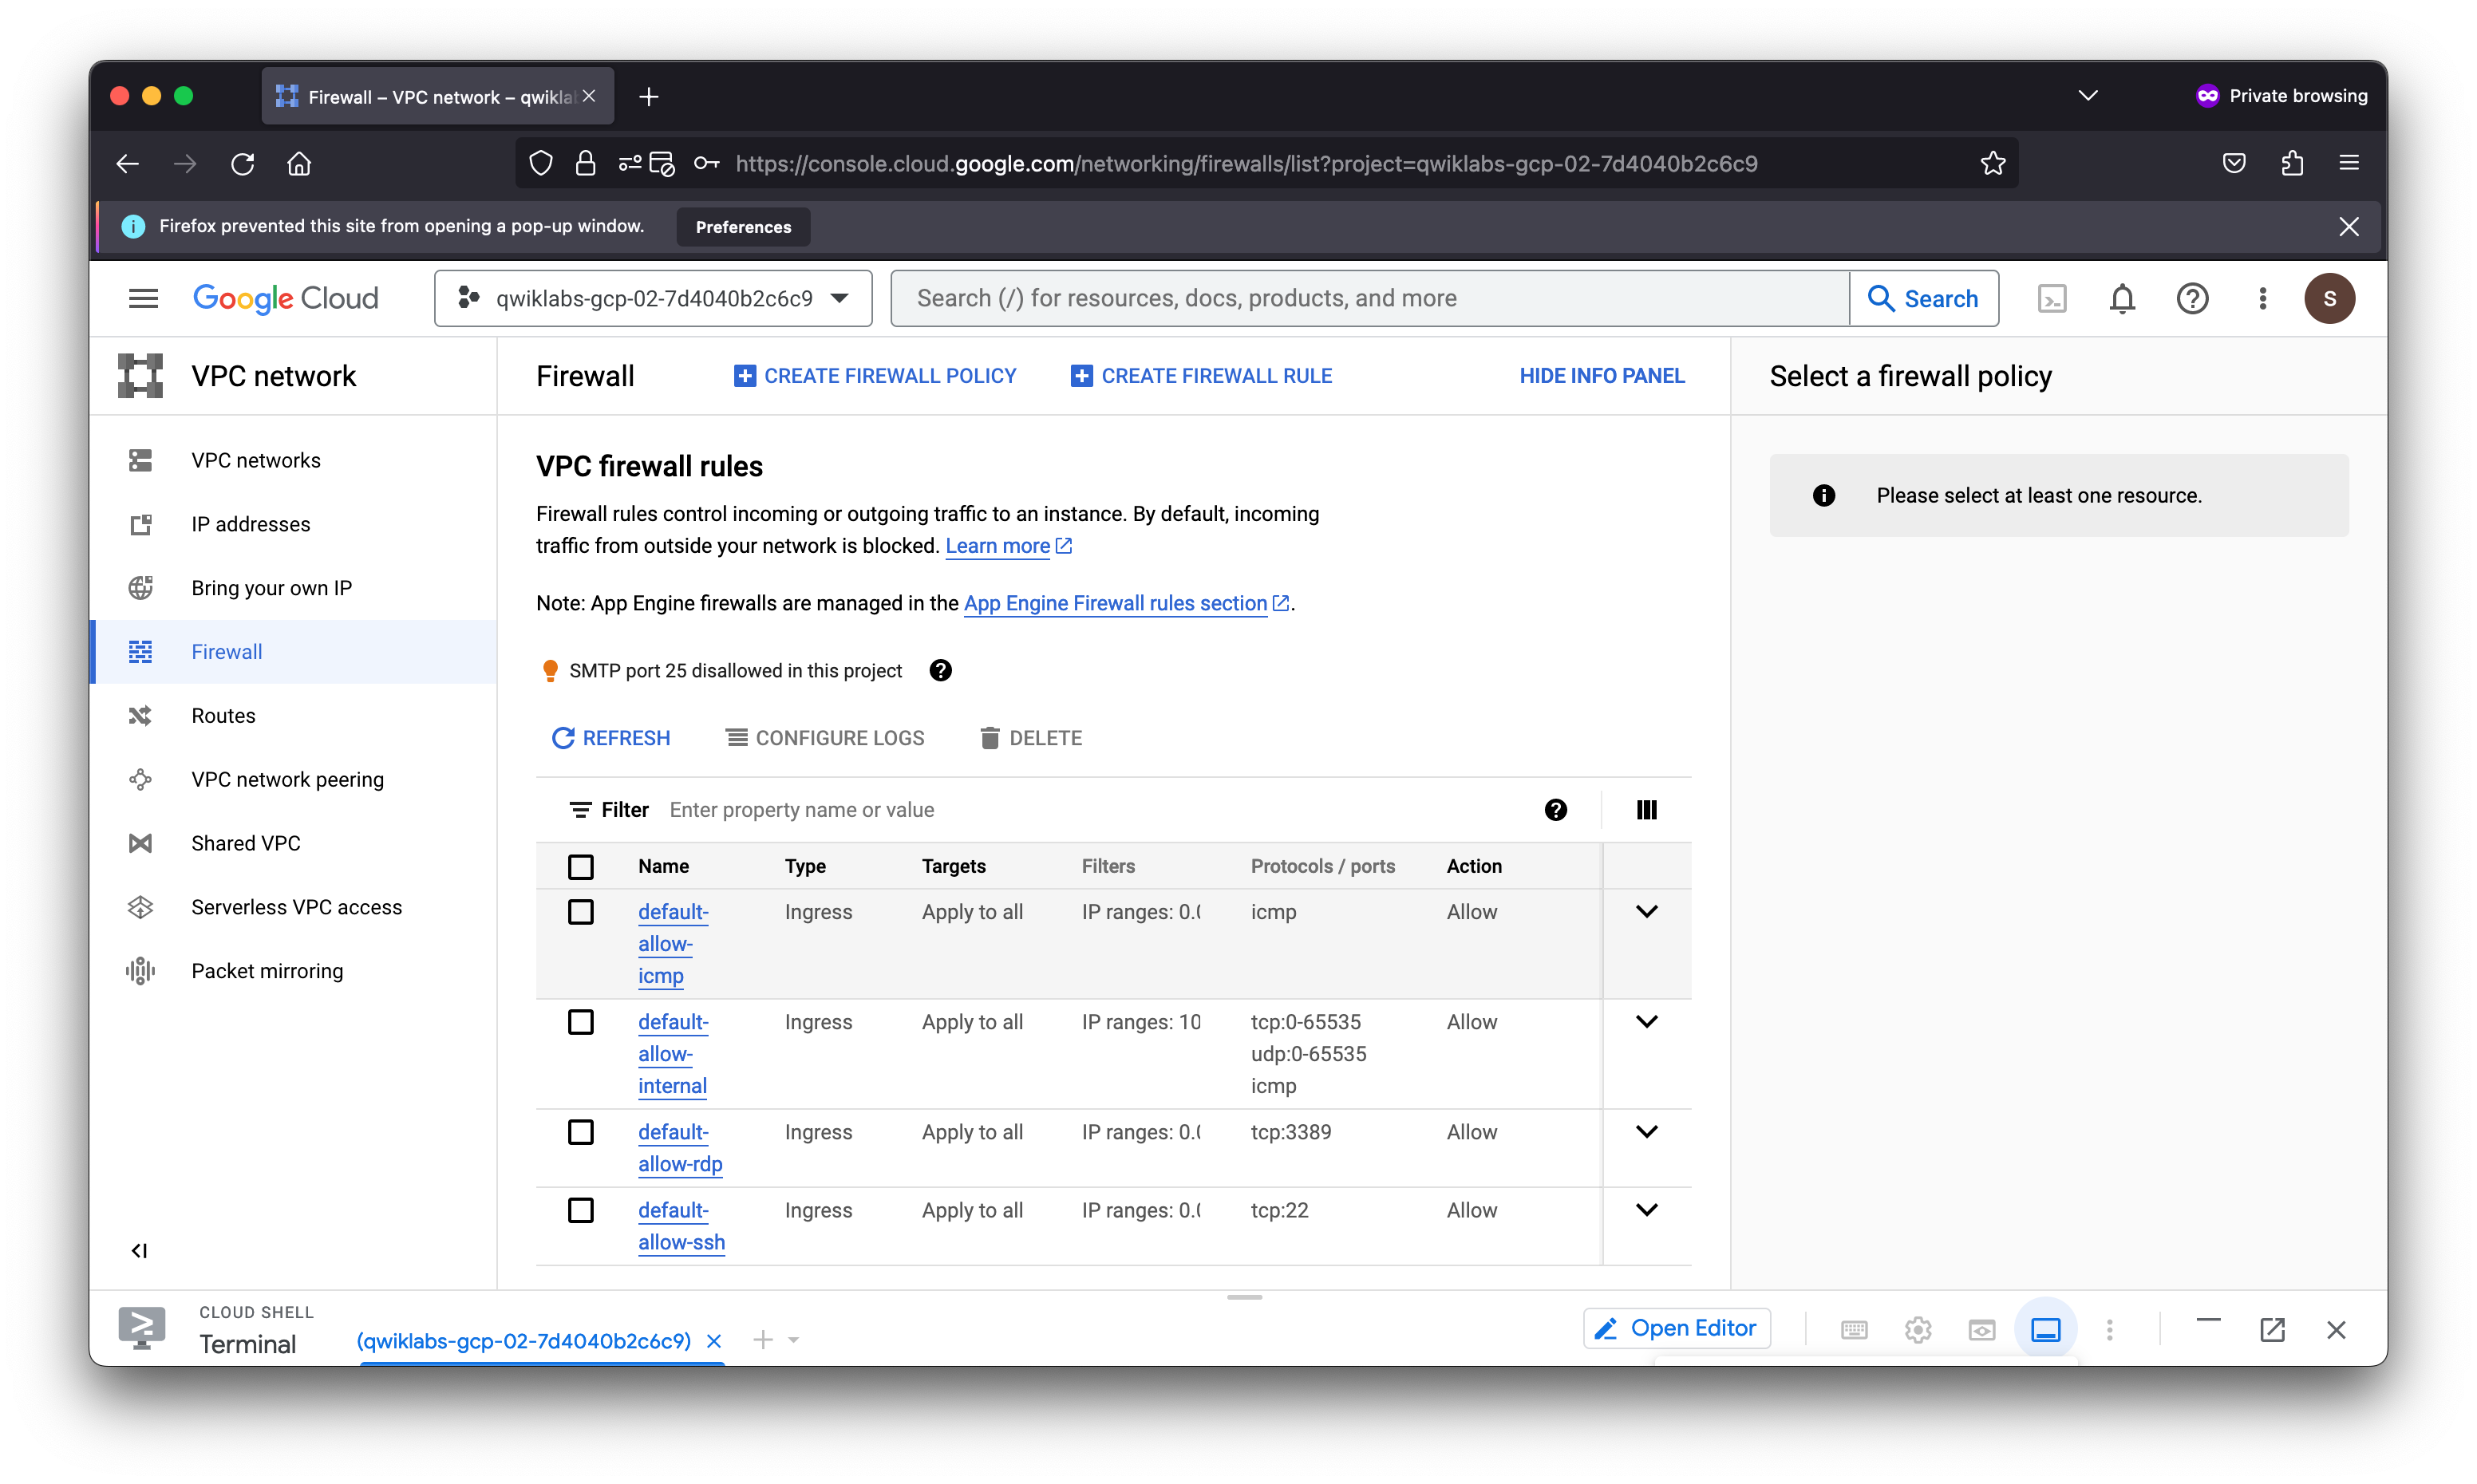 Firewall – VPC network – qwikla
Private browsing
https://console.cloud.google.com/networking/firewalls/list?project=qwiklabs-gcp-02-7d4040b2c6c9
Firefox prevented this site from opening a pop-up window.
Preferences
Google Cloud
qwiklabs-gcp-02-7d4040b2c6c9
Search (/) for resources, docs, products, and more
Search
S
VPC network
Firewall
CREATE FIREWALL POLICY
CREATE FIREWALL RULE
HIDE INFO PANEL
Select a firewall policy
VPC networks
IP addresses
Bring your own IP
Firewall
Routes
VPC network peering
Shared VPC
Serverless VPC access
Packet mirroring
VPC firewall rules
Firewall rules control incoming or outgoing traffic to an instance. By default, incoming
traffic from outside your network is blocked. Learn more
Note: App Engine firewalls are managed in the App Engine Firewall rules section.
SMTP port 25 disallowed in this project
REFRESH
CONFIGURE LOGS
DELETE
Filter Enter property name or value
Name Type Targets Filters Protocols / ports Action
default- Ingress Apply to all IP ranges: 0.0 icmp Allow
allow-
icmp
default- Ingress Apply to all IP ranges: 10 tcp:0-65535 Allow
allow- udp:0-65535
internal icmp
default- Ingress Apply to all IP ranges: 0.0 tcp:3389 Allow
allow-rdp
default- Ingress Apply to all IP ranges: 0.0 tcp:22 Allow
allow-ssh
Please select at least one resource.
CLOUD SHELL
Terminal
(qwiklabs-gcp-02-7d4040b2c6c9)
Open Editor